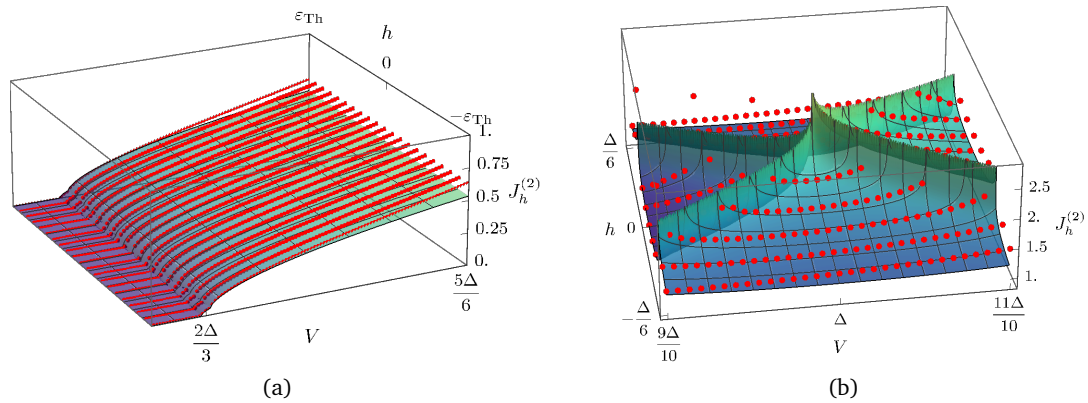 ε_Th
h
0
−ε_Th
1.
0.75
0.5
J_h^(2)
0.25
0.
5Δ/6
V
2Δ/3
(a)
Δ/6
h
0
−Δ/6
9Δ/10
Δ
V
11Δ/10
2.5
2.
J_h^(2)
1.5
1.
(b)